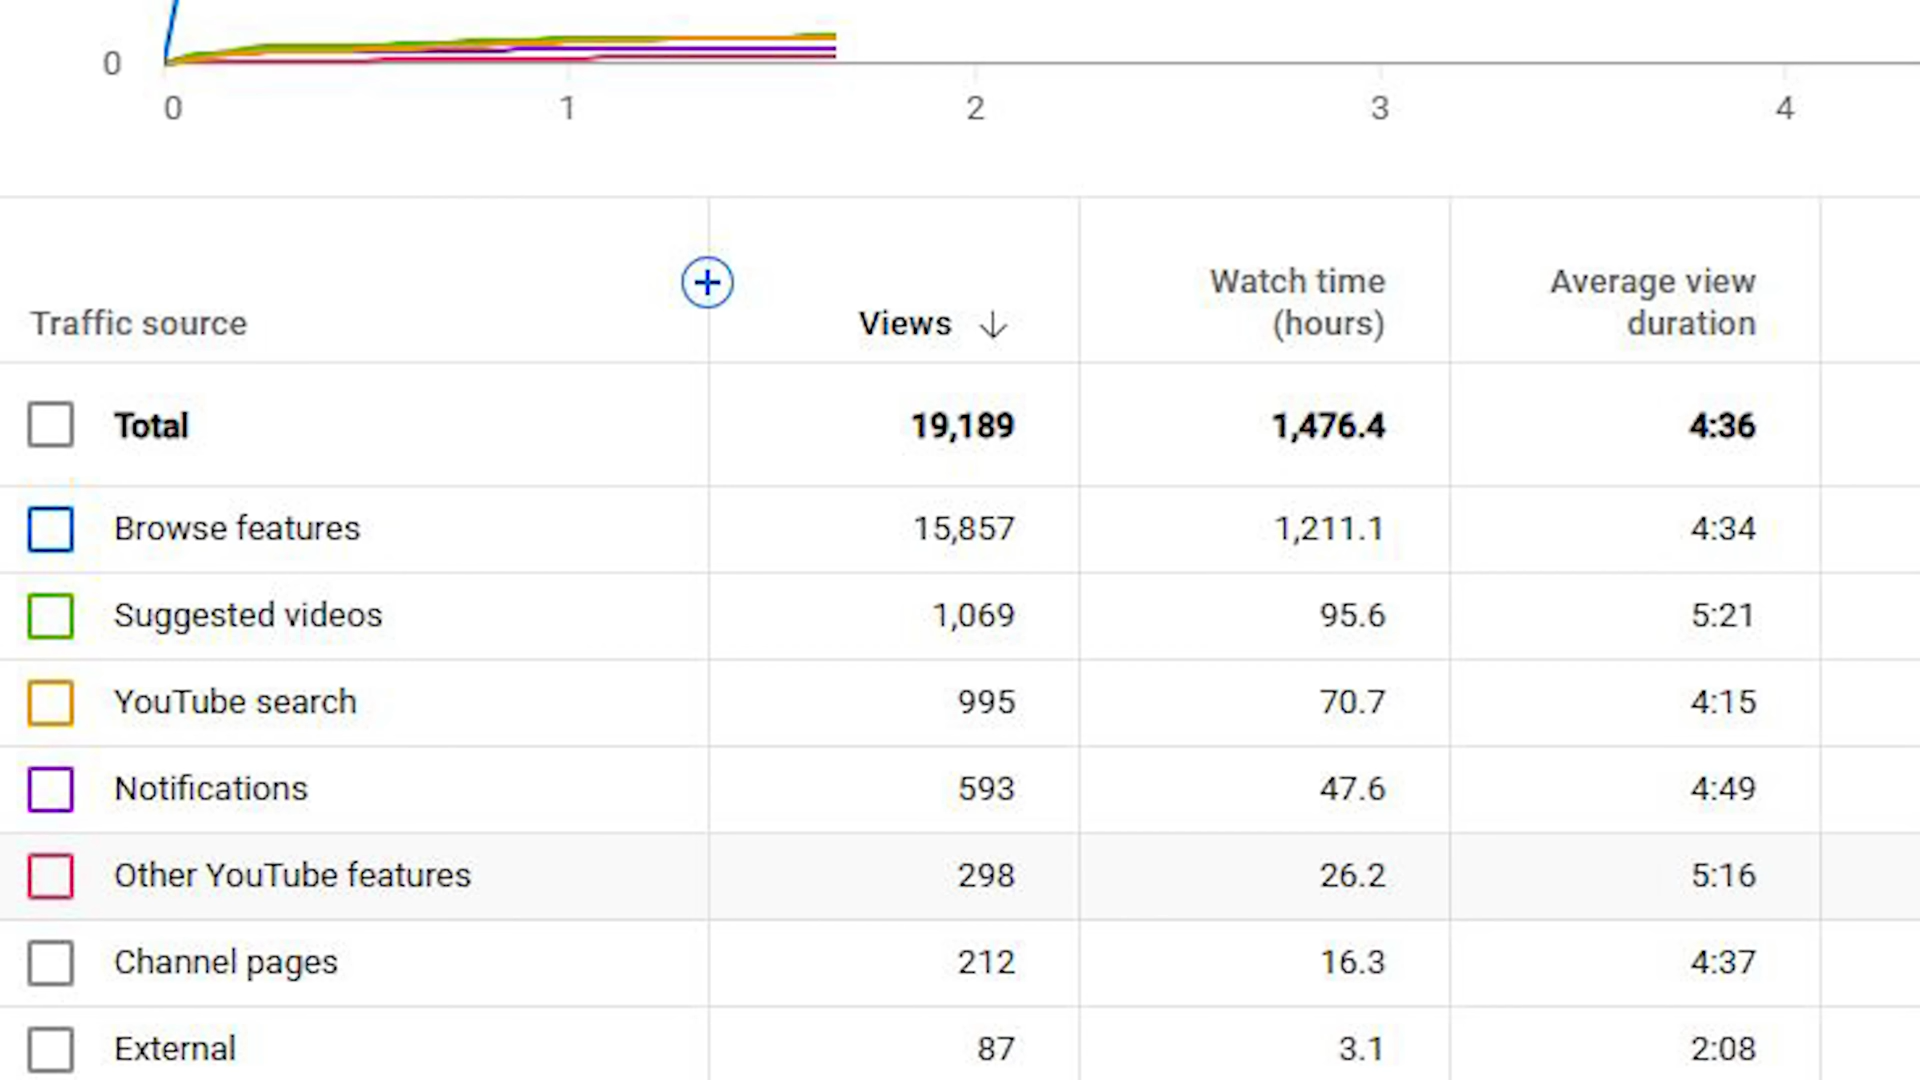 0
0 1 2 3 4
Traffic source Views ↓ Watch time (hours) Average view duration
Total 19,189 1,476.4 4:36
Browse features 15,857 1,211.1 4:34
Suggested videos 1,069 95.6 5:21
YouTube search 995 70.7 4:15
Notifications 593 47.6 4:49
Other YouTube features 298 26.2 5:16
Channel pages 212 16.3 4:37
External 87 3.1 2:08